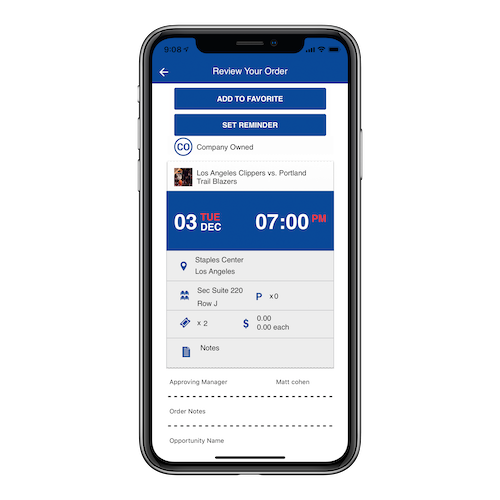 9:08
Review Your Order
ADD TO FAVORITE
SET REMINDER
CO Company Owned
Los Angeles Clippers vs. Portland
Trail Blazers
03 TUE DEC 07:00 PM
Staples Center
Los Angeles
Sec Suite 220
Row J
P x 0
x 2
$ 0.00
0.00 each
Notes
Approving Manager Matt cohen
Order Notes
Opportunity Name